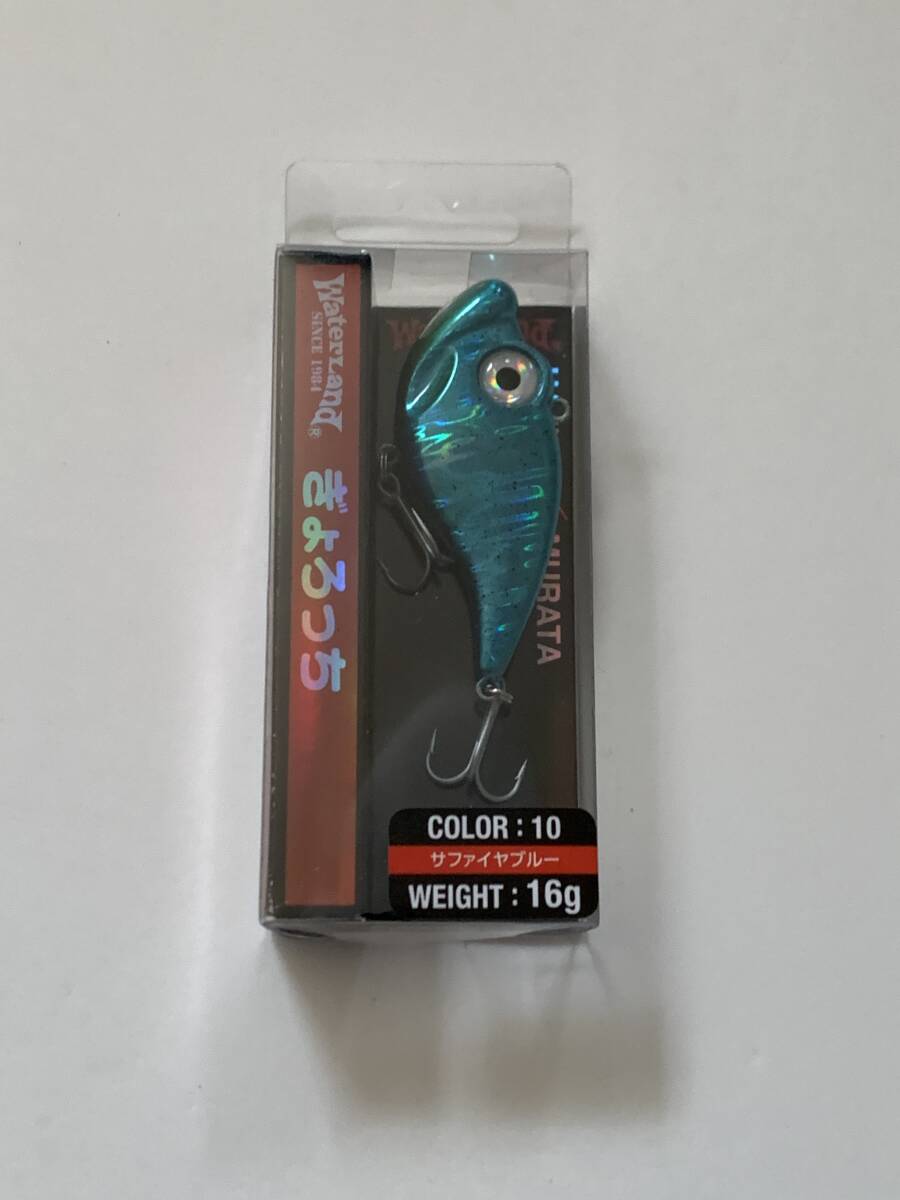 WaterLand®
SINCE 1984
ぎょろっち
MURATA
COLOR : 10
サファイヤブルー
WEIGHT : 16g